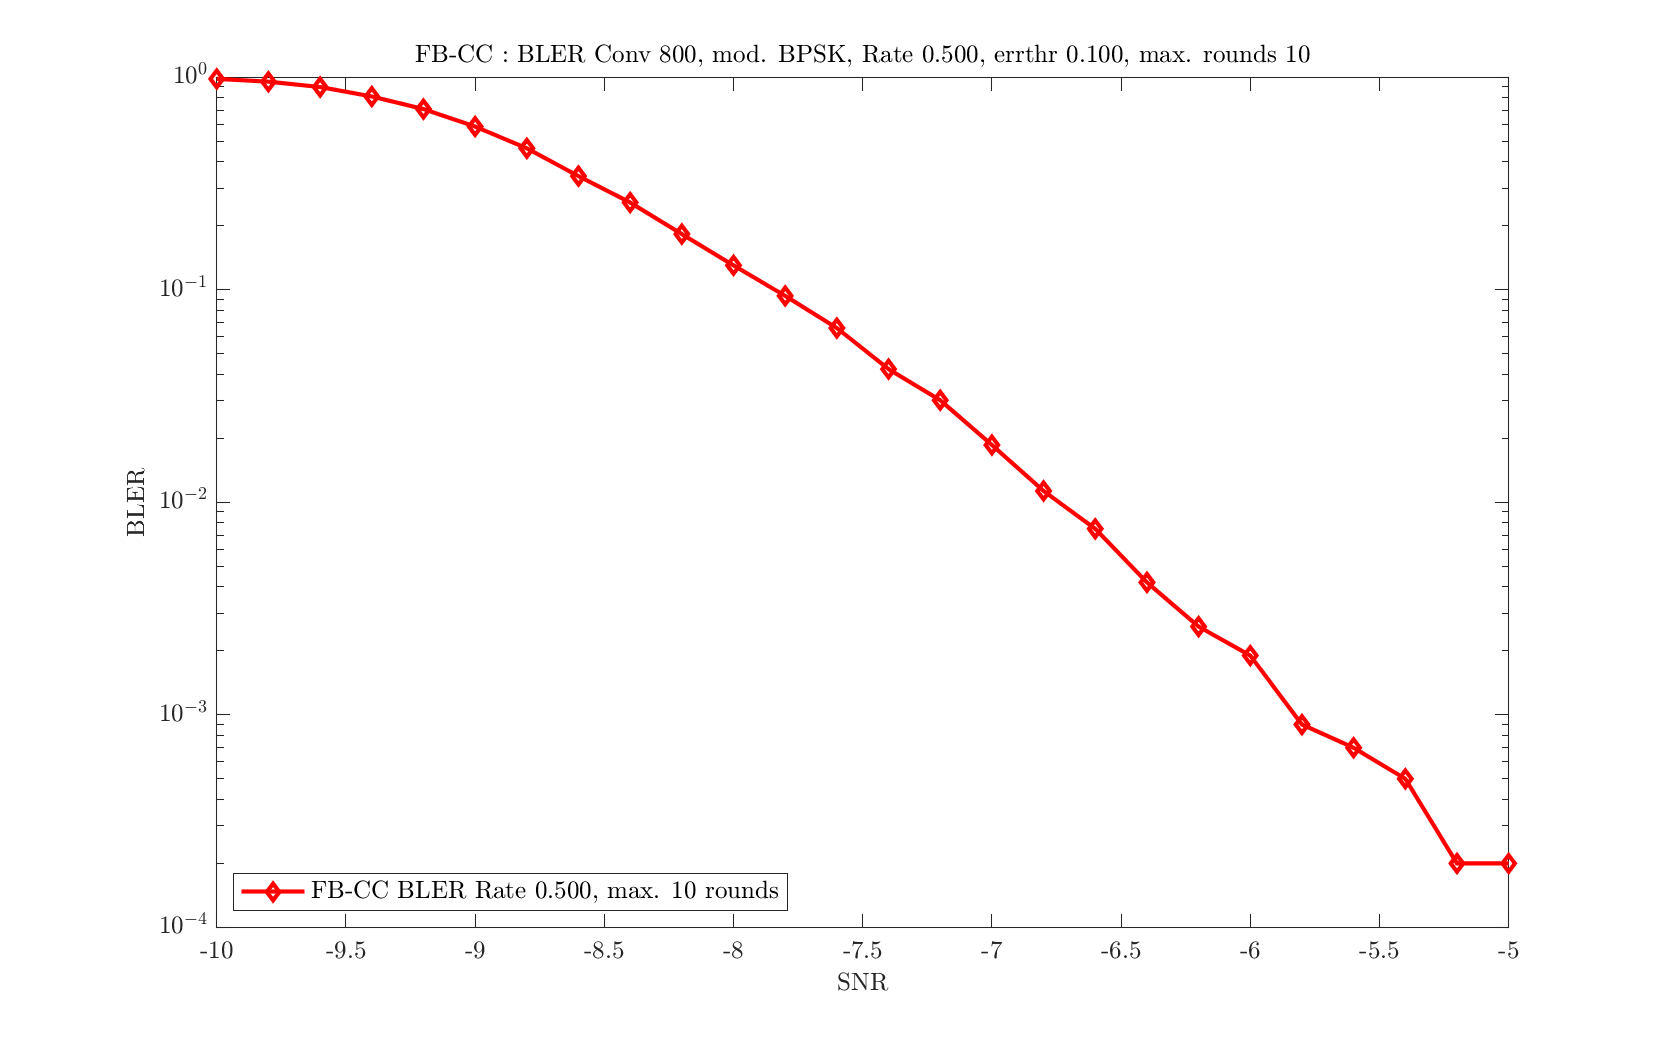 FB-CC : BLER Conv 800, mod. BPSK, Rate 0.500, errthr 0.100, max. rounds 10
10⁰
10⁻¹
10⁻²
10⁻³
10⁻⁴
BLER
FB-CC BLER Rate 0.500, max. 10 rounds
-10 -9.5 -9 -8.5 -8 -7.5 -7 -6.5 -6 -5.5 -5
SNR